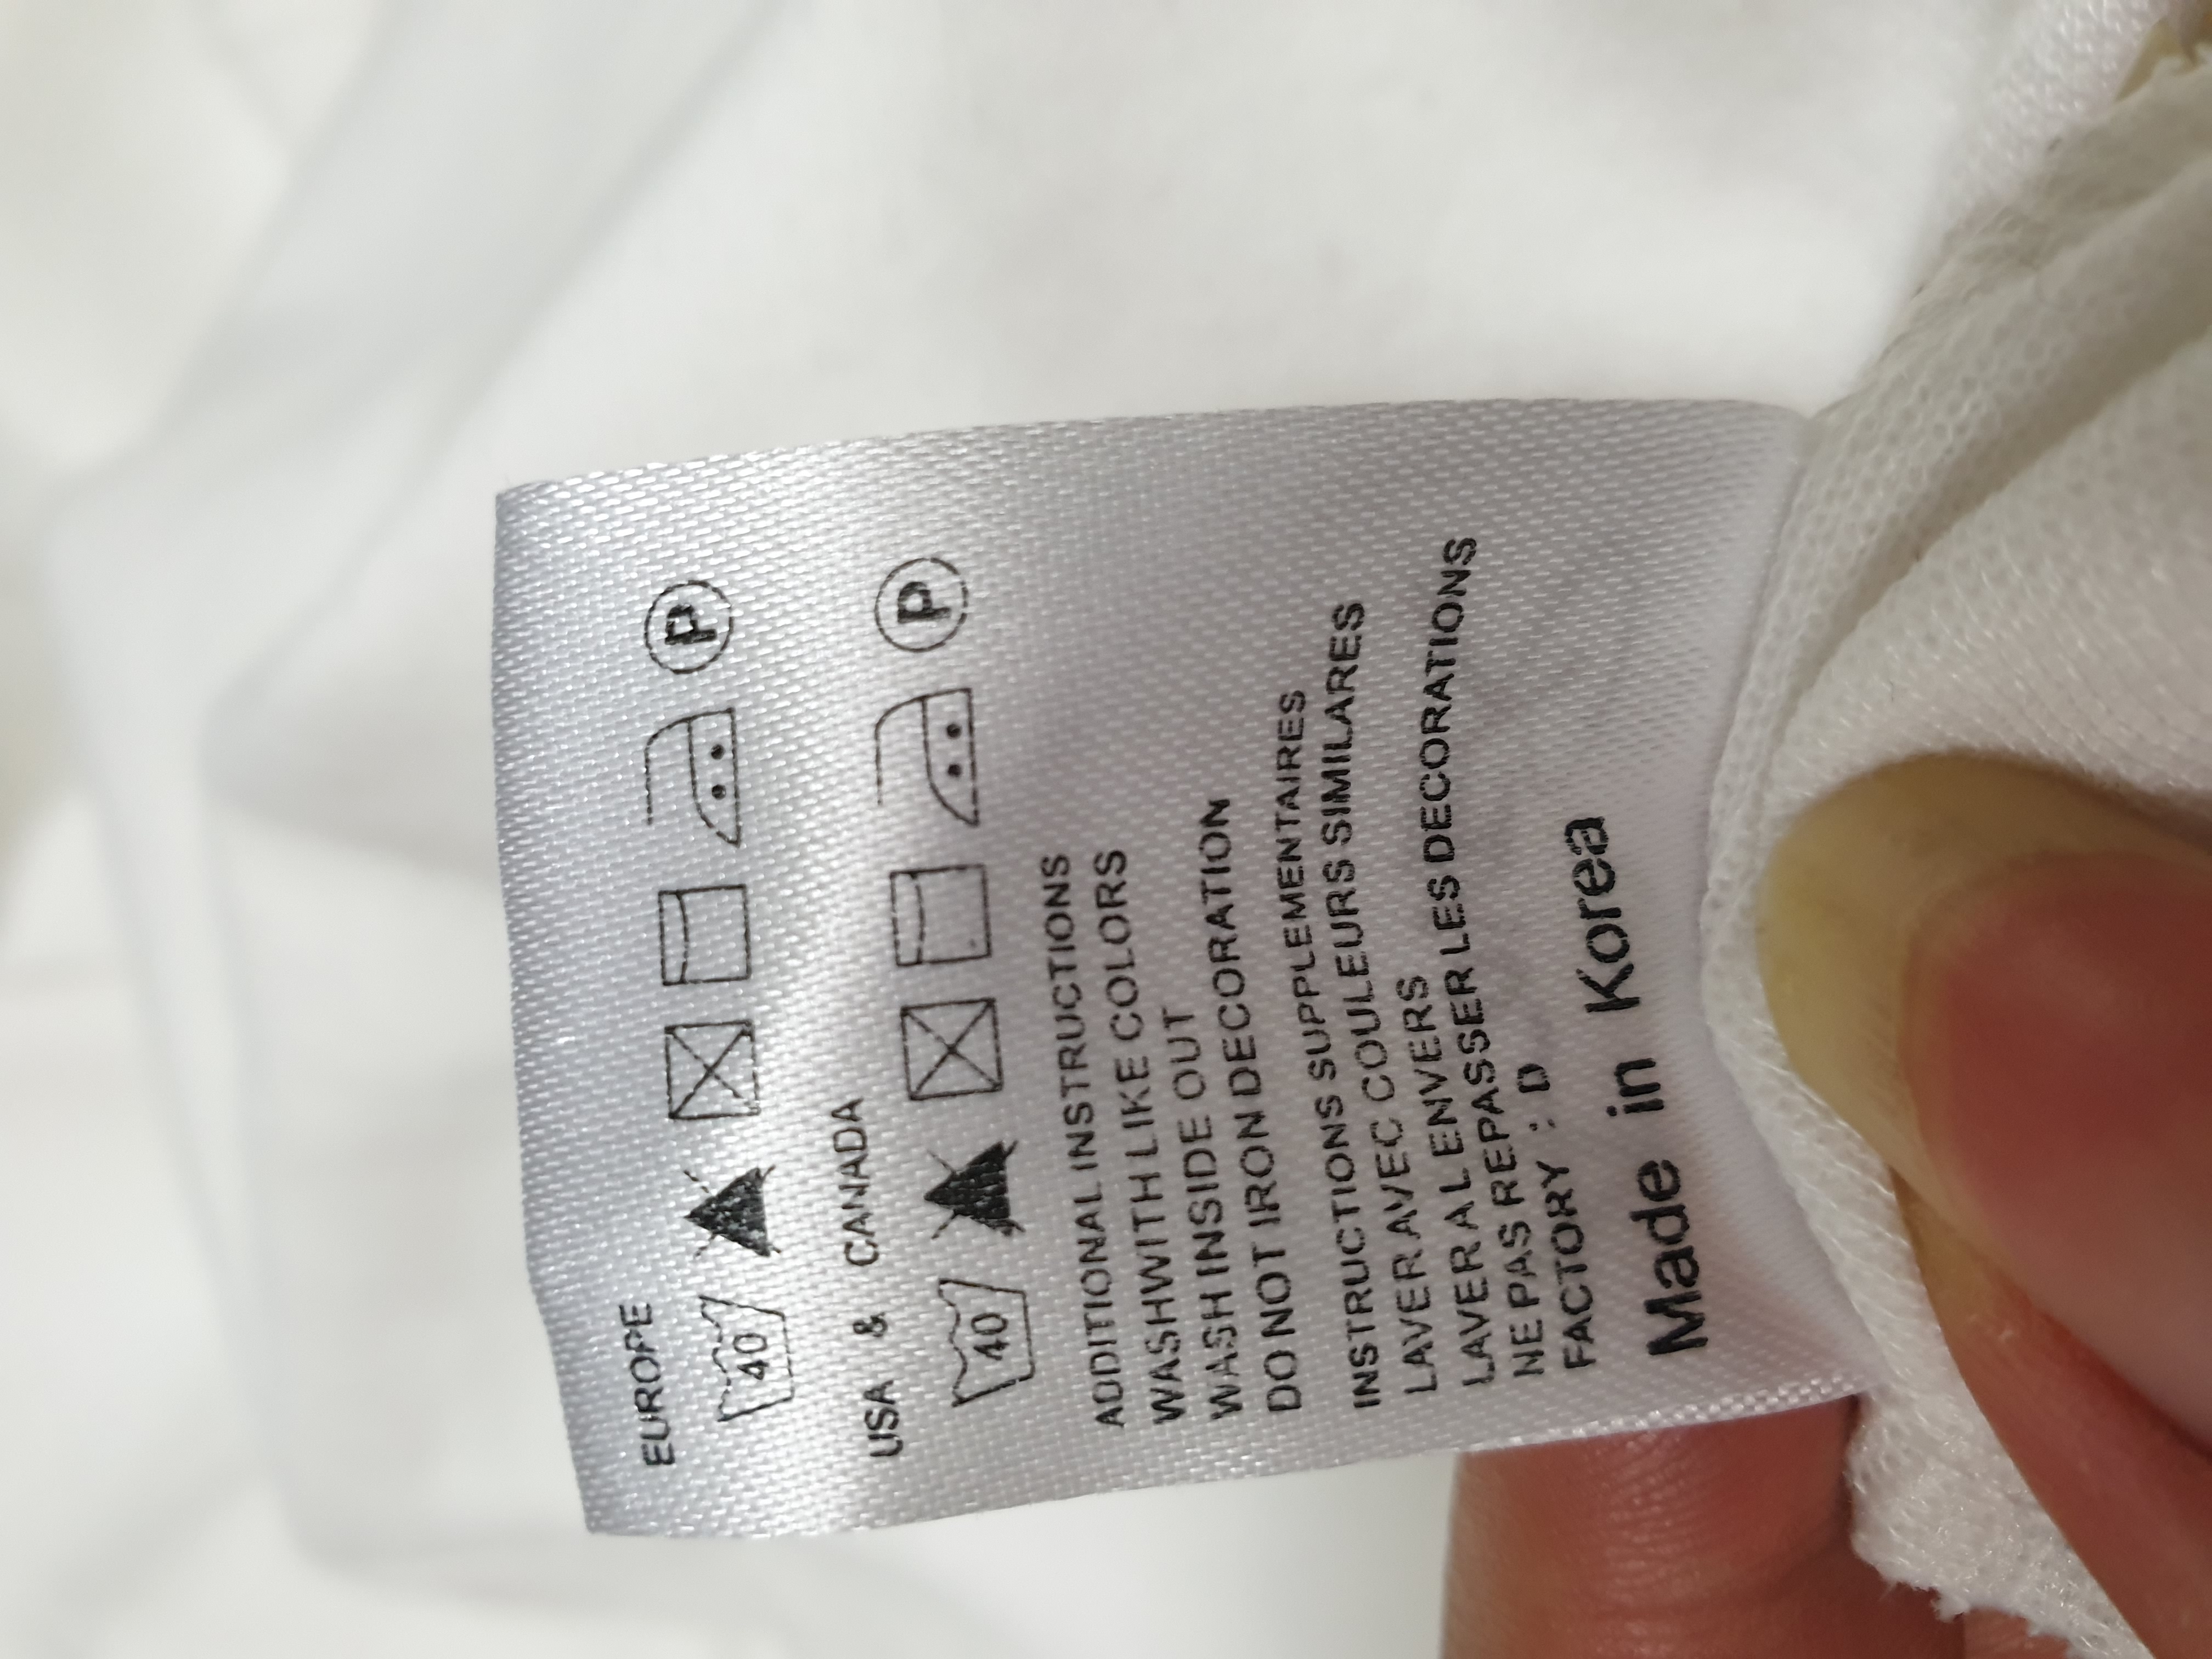 EUROPE
40 P
USA & CANADA
40 P
ADDITIONAL INSTRUCTIONS
WASHWITH LIKE COLORS
WASH INSIDE OUT
DO NOT IRON DECORATION
INSTRUCTIONS SUPPLEMENTAIRES
LAVER AVEC COULEURS SIMILARES
LAVER A L ENVERS
NE PAS REPASSER LES DECORATIONS
FACTORY : D
Made in Korea